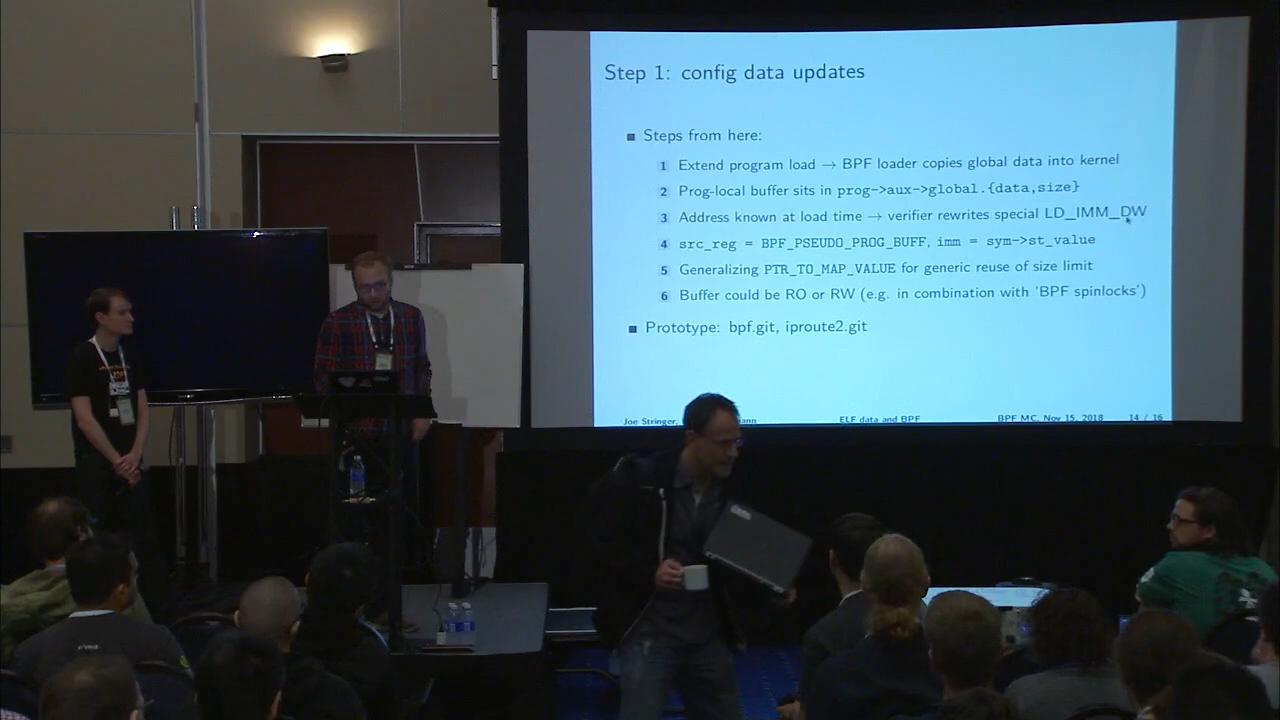 Step 1: config data updates
Steps from here:
1 Extend program load → BPF loader copies global data into kernel
2 Prog-local buffer sits in prog->aux->global.{data,size}
3 Address known at load time → verifier rewrites special LD_IMM_DW
4 src_reg = BPF_PSEUDO_PROG_BUFF, imm = sym->st_value
5 Generalizing PTR_TO_MAP_VALUE for generic reuse of size limit
6 Buffer could be RO or RW (e.g. in combination with 'BPF spinlocks')
Prototype: bpf.git, iproute2.git
Joe Stringer, ELF data and BPF BPF MC, Nov 15, 2018 14 / 16